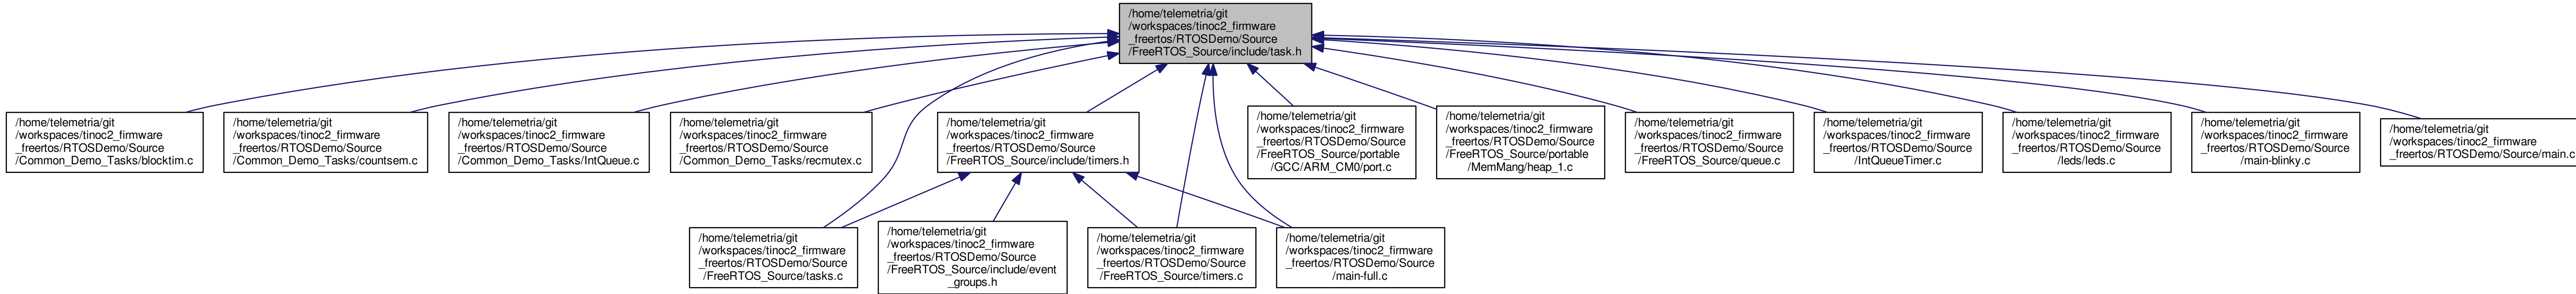 /home/telemetria/git
/workspaces/tinoc2_firmware
_freertos/RTOSDemo/Source
/FreeRTOS_Source/include/task.h
/home/telemetria/git
/workspaces/tinoc2_firmware
_freertos/RTOSDemo/Source
/Common_Demo_Tasks/blocktim.c
/home/telemetria/git
/workspaces/tinoc2_firmware
_freertos/RTOSDemo/Source
/Common_Demo_Tasks/countsem.c
/home/telemetria/git
/workspaces/tinoc2_firmware
_freertos/RTOSDemo/Source
/Common_Demo_Tasks/IntQueue.c
/home/telemetria/git
/workspaces/tinoc2_firmware
_freertos/RTOSDemo/Source
/Common_Demo_Tasks/recmutex.c
/home/telemetria/git
/workspaces/tinoc2_firmware
_freertos/RTOSDemo/Source
/FreeRTOS_Source/include/timers.h
/home/telemetria/git
/workspaces/tinoc2_firmware
_freertos/RTOSDemo/Source
/FreeRTOS_Source/portable
/GCC/ARM_CM0/port.c
/home/telemetria/git
/workspaces/tinoc2_firmware
_freertos/RTOSDemo/Source
/FreeRTOS_Source/portable
/MemMang/heap_1.c
/home/telemetria/git
/workspaces/tinoc2_firmware
_freertos/RTOSDemo/Source
/FreeRTOS_Source/queue.c
/home/telemetria/git
/workspaces/tinoc2_firmware
_freertos/RTOSDemo/Source
/IntQueueTimer.c
/home/telemetria/git
/workspaces/tinoc2_firmware
_freertos/RTOSDemo/Source
/leds/leds.c
/home/telemetria/git
/workspaces/tinoc2_firmware
_freertos/RTOSDemo/Source
/main-blinky.c
/home/telemetria/git
/workspaces/tinoc2_firmware
_freertos/RTOSDemo/Source/main.c
/home/telemetria/git
/workspaces/tinoc2_firmware
_freertos/RTOSDemo/Source
/FreeRTOS_Source/tasks.c
/home/telemetria/git
/workspaces/tinoc2_firmware
_freertos/RTOSDemo/Source
/FreeRTOS_Source/include/event
_groups.h
/home/telemetria/git
/workspaces/tinoc2_firmware
_freertos/RTOSDemo/Source
/FreeRTOS_Source/timers.c
/home/telemetria/git
/workspaces/tinoc2_firmware
_freertos/RTOSDemo/Source
/main-full.c